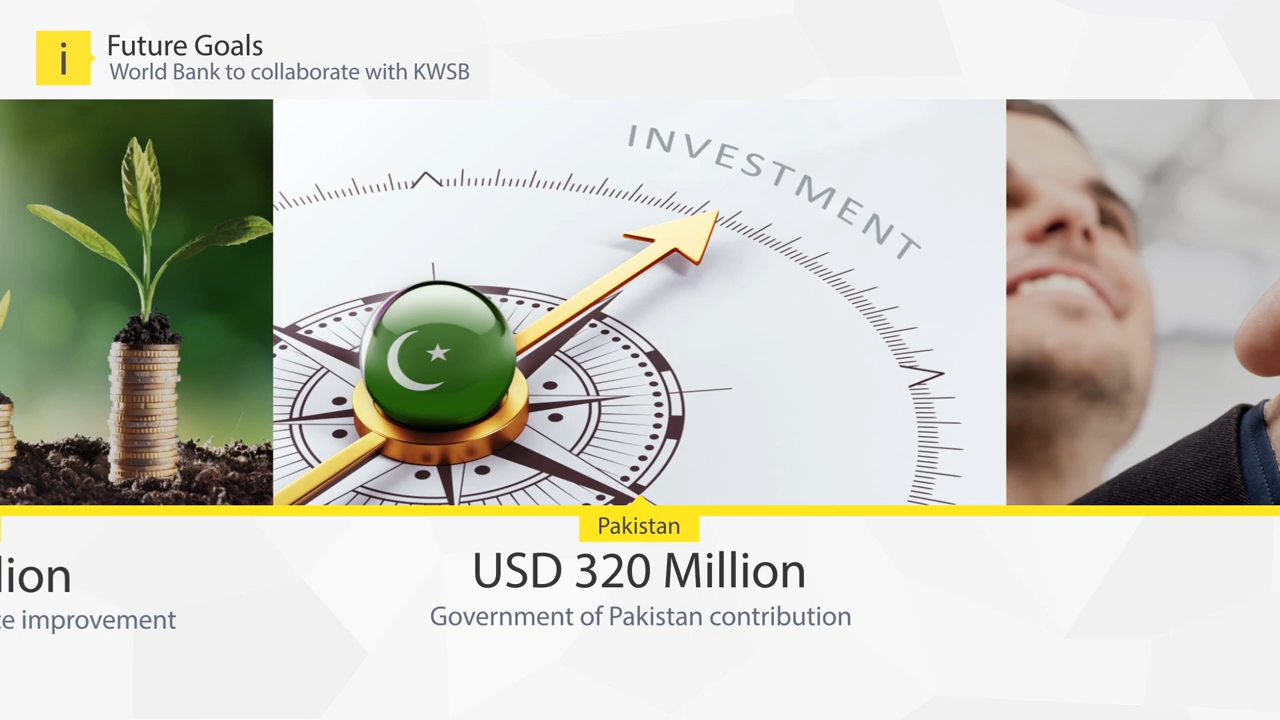 i
Future Goals
World Bank to collaborate with KWSB
INVESTMENT
Pakistan
USD 320 Million
Government of Pakistan contribution
lion
improvement